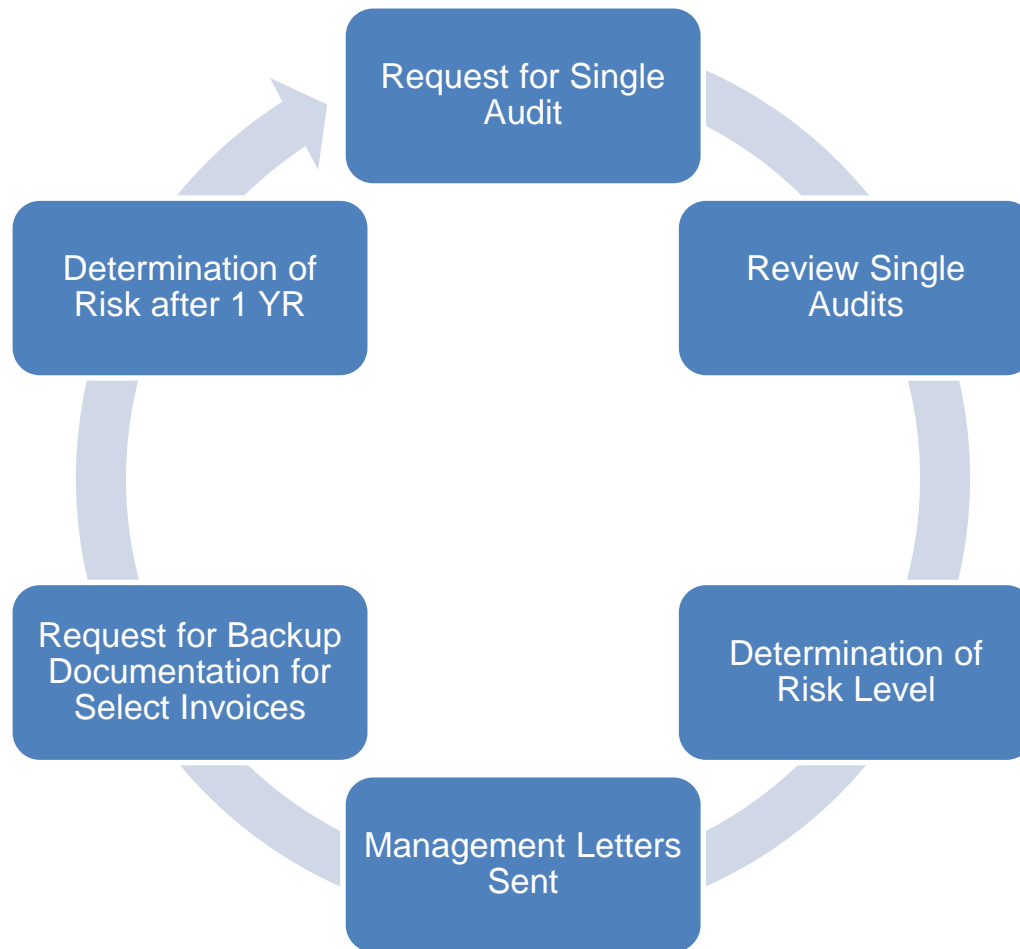 Request for Single
Audit
Review Single
Audits
Determination of
Risk Level
Management Letters
Sent
Request for Backup
Documentation for
Select Invoices
Determination of
Risk after 1 YR